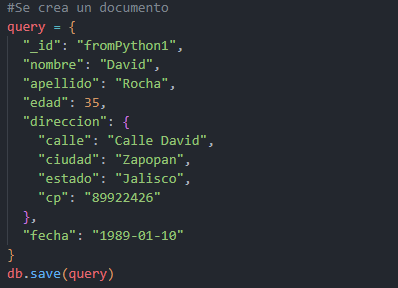 #Se crea un documento
query = {
  "_id": "fromPython1",
  "nombre": "David",
  "apellido": "Rocha",
  "edad": 35,
  "direccion": {
    "calle": "Calle David",
    "ciudad": "Zapopan",
    "estado": "Jalisco",
    "cp": "89922426"
  },
  "fecha": "1989-01-10"
}
db.save(query)